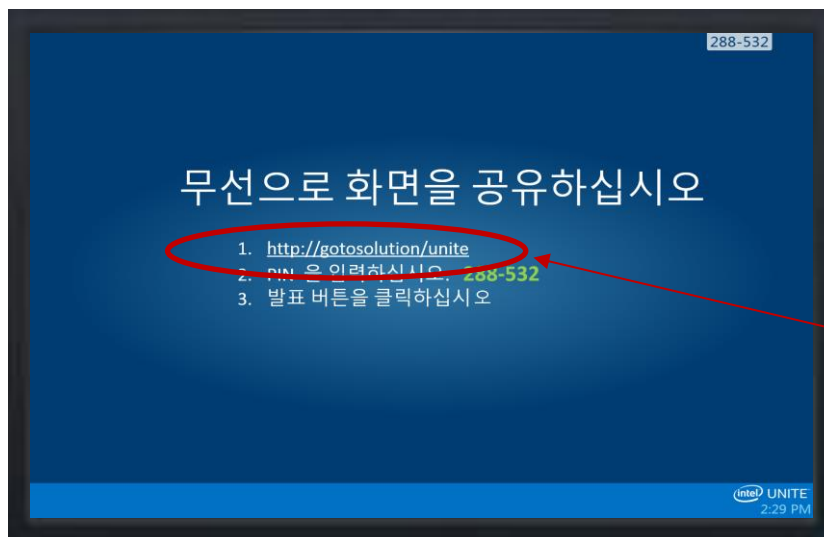 288-532
무선으로 화면을 공유하십시오
1. http://gotosolution/unite
2. PIN 을 입력하십시오: 288-532
3. 발표 버튼을 클릭하십시오
intel UNITE
2:29 PM